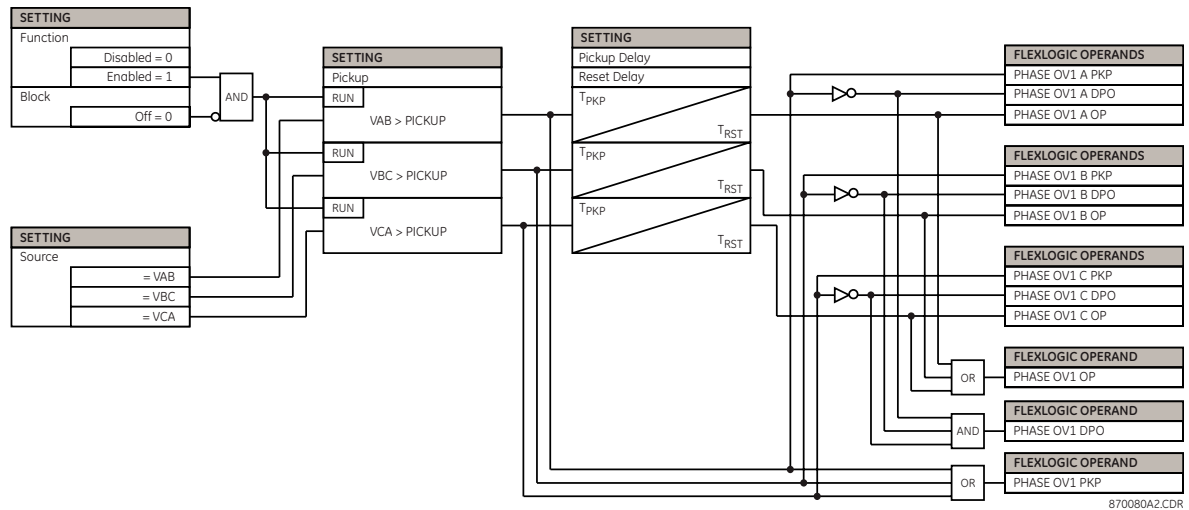 SETTING
Function
Disabled = 0
Enabled = 1
Block
Off = 0
AND
SETTING
Source
= VAB
= VBC
= VCA
SETTING
Pickup
RUN
VAB > PICKUP
RUN
VBC > PICKUP
RUN
VCA > PICKUP
SETTING
Pickup Delay
Reset Delay
TPKP
TRST
TPKP
TRST
TPKP
TRST
FLEXLOGIC OPERANDS
PHASE OV1 A PKP
PHASE OV1 A DPO
PHASE OV1 A OP
FLEXLOGIC OPERANDS
PHASE OV1 B PKP
PHASE OV1 B DPO
PHASE OV1 B OP
FLEXLOGIC OPERANDS
PHASE OV1 C PKP
PHASE OV1 C DPO
PHASE OV1 C OP
OR
FLEXLOGIC OPERAND
PHASE OV1 OP
AND
FLEXLOGIC OPERAND
PHASE OV1 DPO
OR
FLEXLOGIC OPERAND
PHASE OV1 PKP
870080A2.CDR